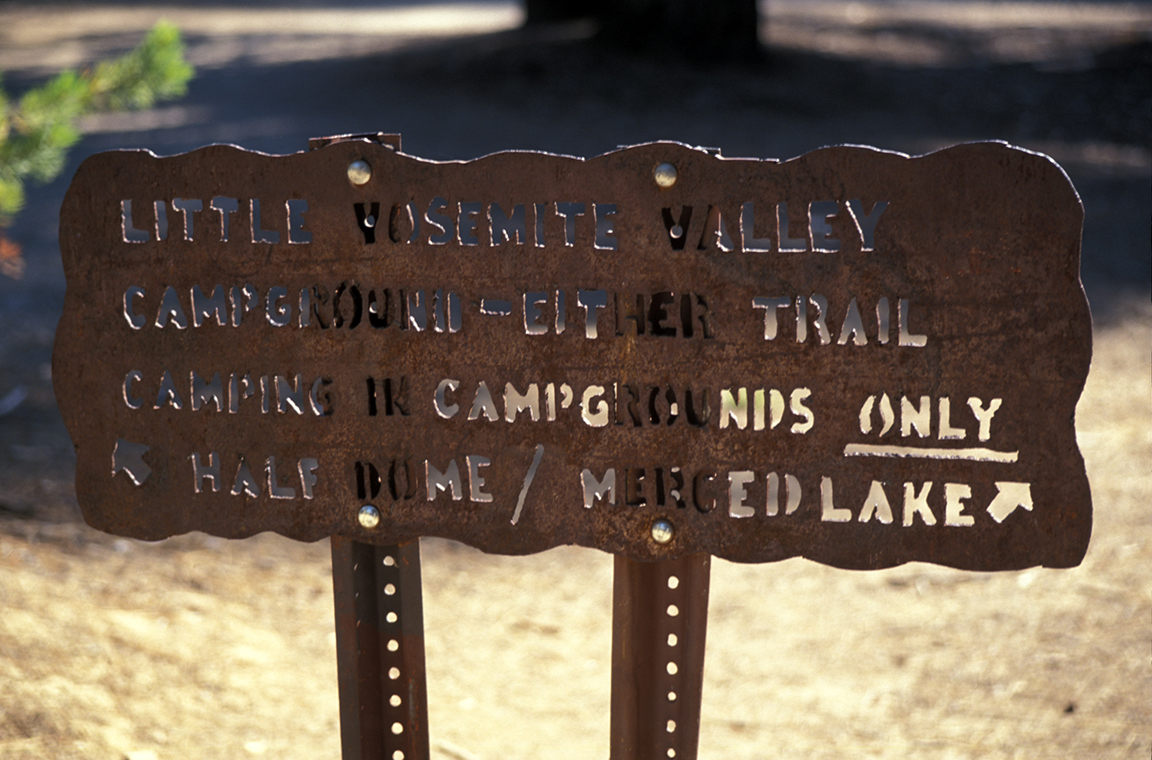 LITTLE YOSEMITE VALLEY
CAMPGROUND-EITHER TRAIL
CAMPING IN CAMPGROUNDS ONLY
HALF DOME / MERCED LAKE